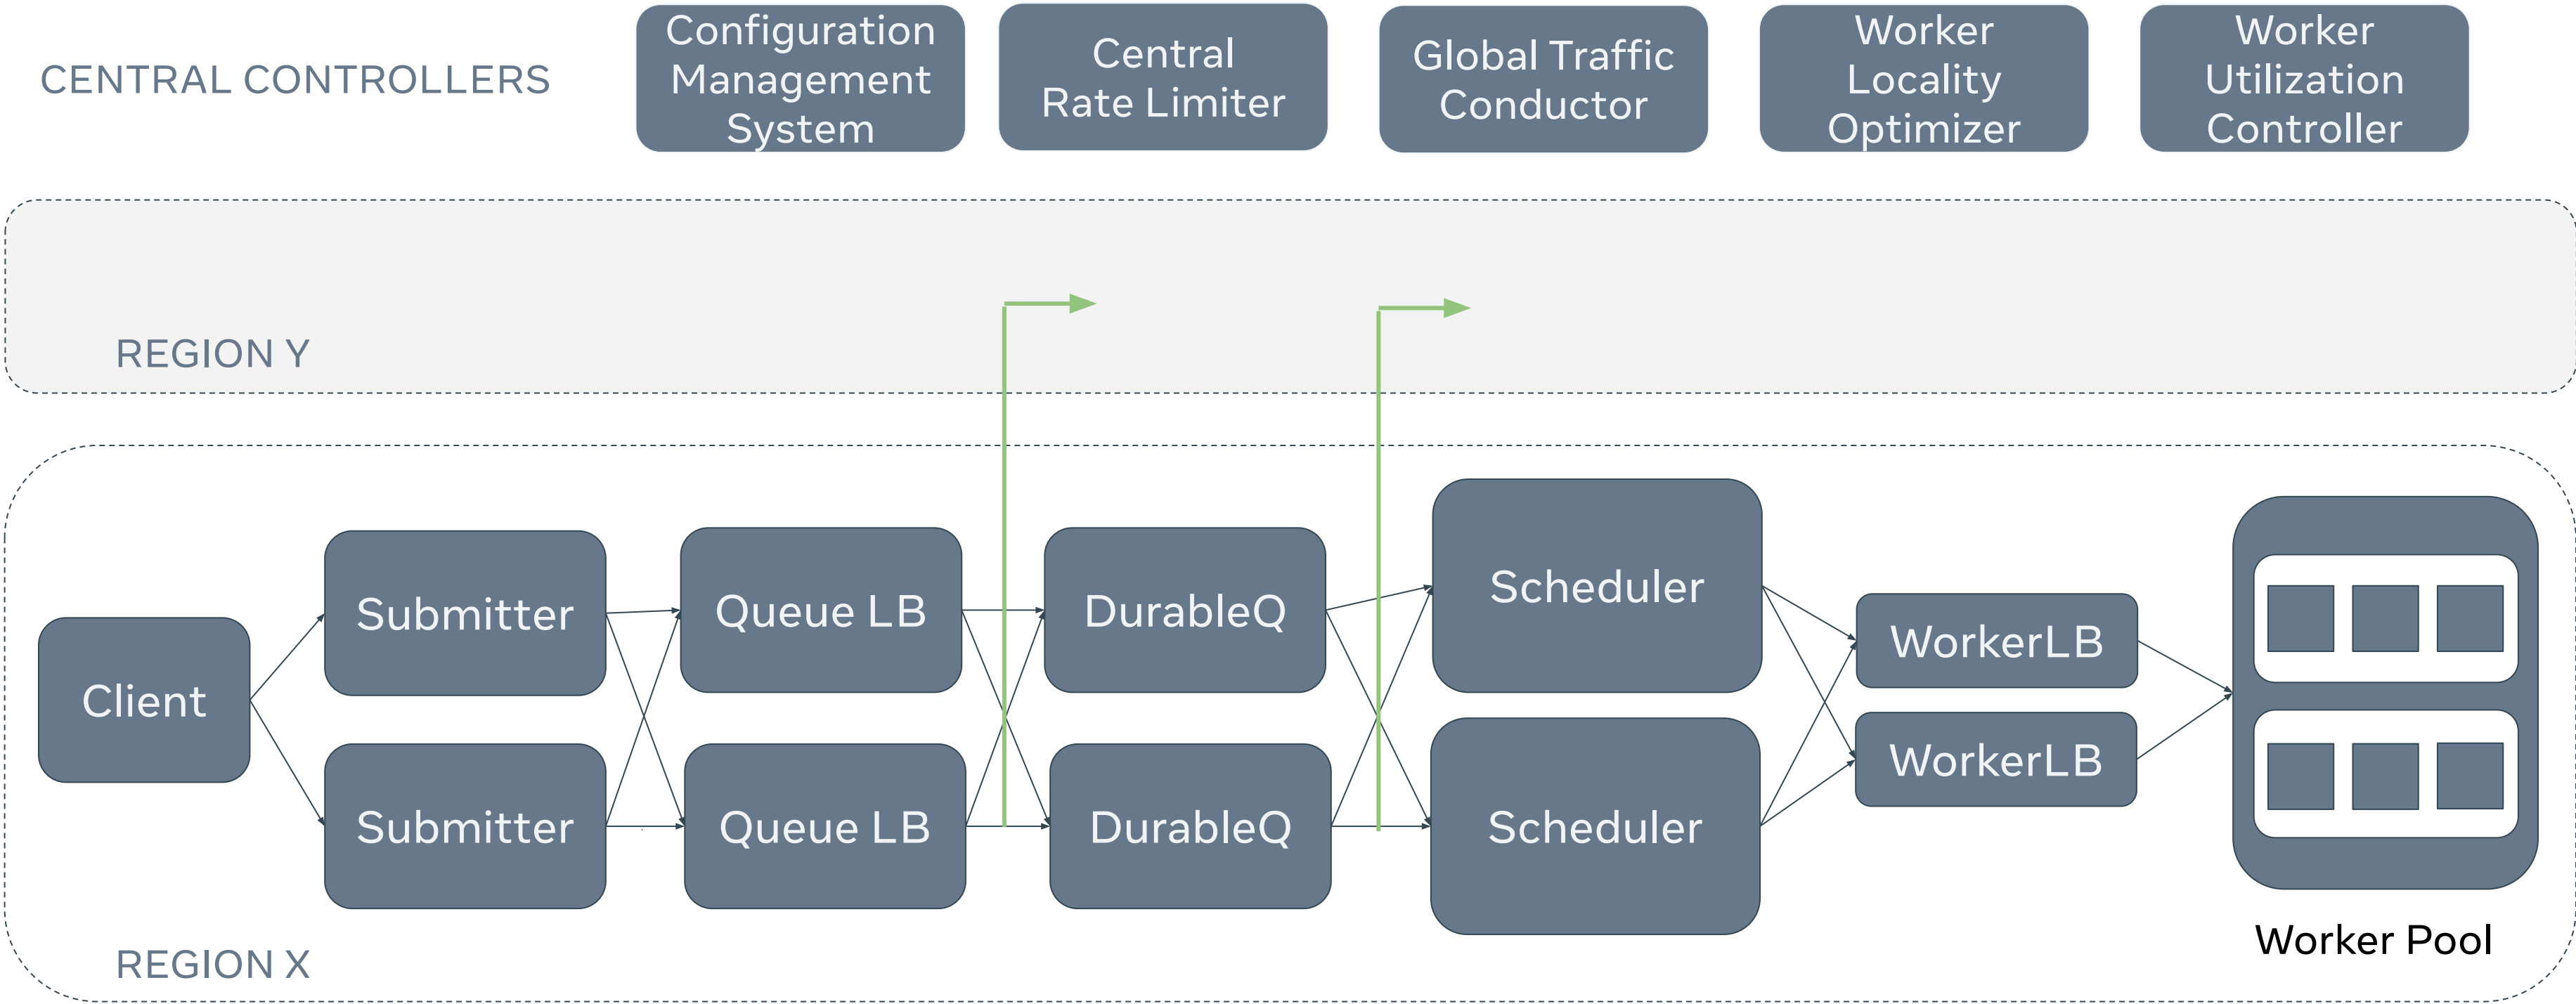 CENTRAL CONTROLLERS
Configuration
Management
System
Central
Rate Limiter
Global Traffic
Conductor
Worker
Locality
Optimizer
Worker
Utilization
Controller
REGION Y
Client
Submitter
Submitter
Queue LB
Queue LB
DurableQ
DurableQ
Scheduler
Scheduler
WorkerLB
WorkerLB
Worker Pool
REGION X